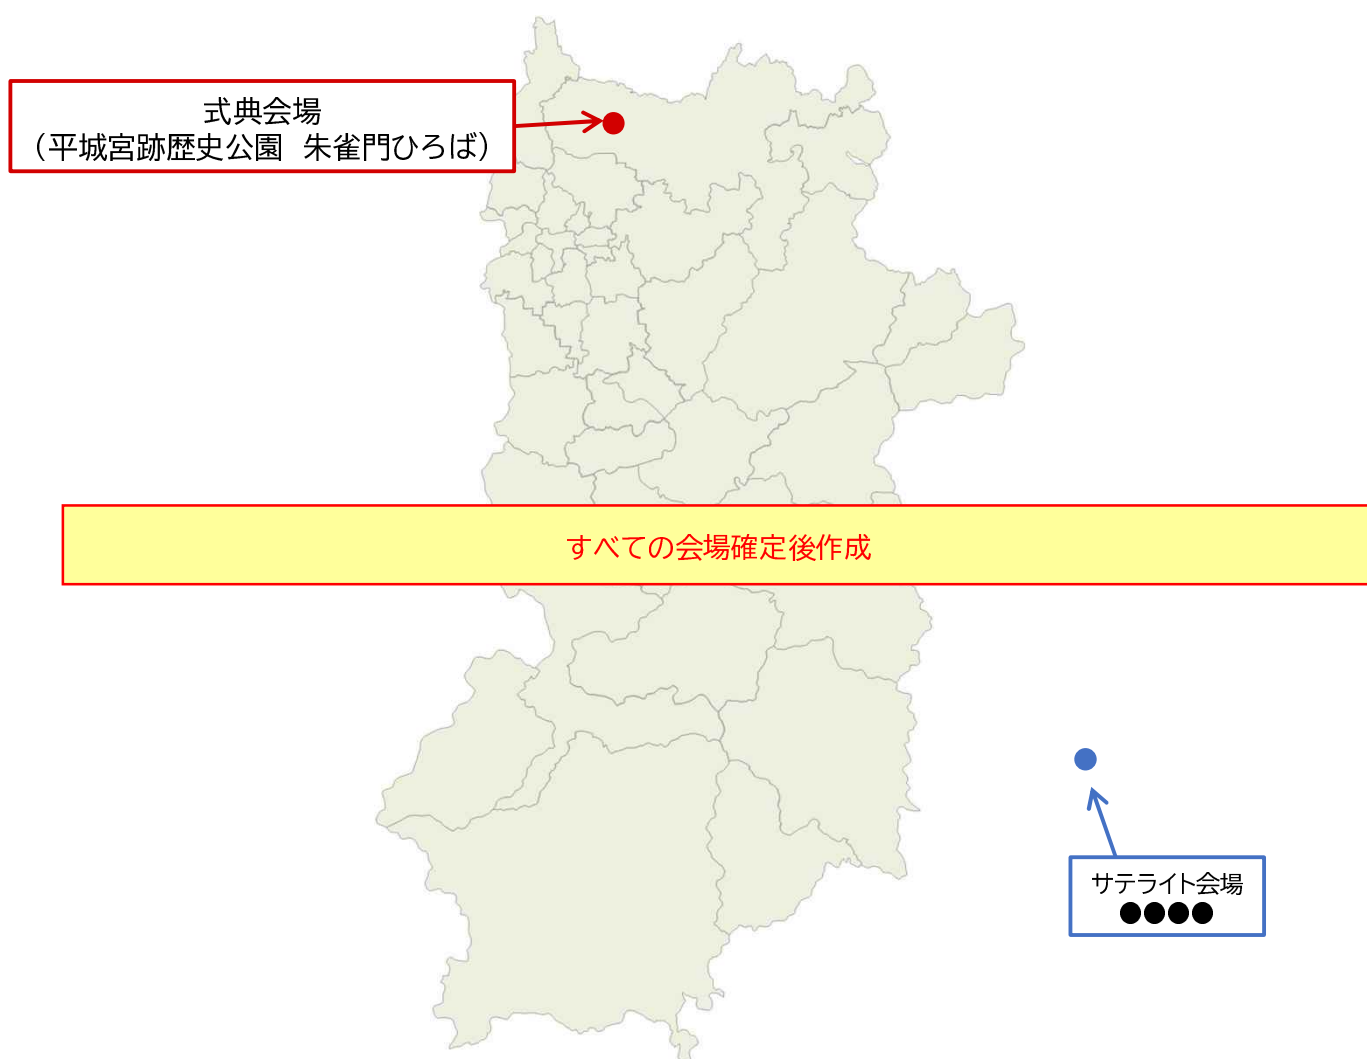 式典会場
（平城宮跡歴史公園　朱雀門ひろば）
すべての会場確定後作成
サテライト会場
●●●●